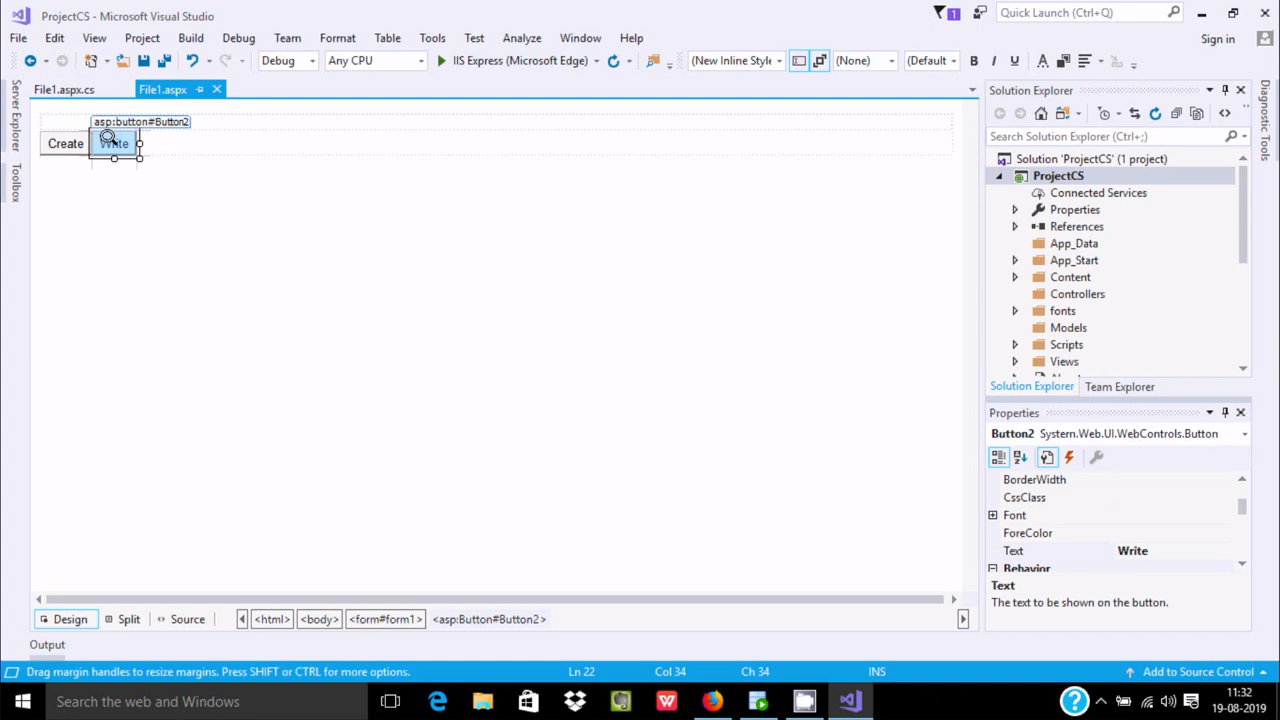 ProjectCS - Microsoft Visual Studio
1
Quick Launch (Ctrl+Q)
File Edit View Project Build Debug Team Format Table Tools Test Analyze Window Help
Sign in
Debug Any CPU IIS Express (Microsoft Edge) (New Inline Style (None) (Default B I U A
Server Explorer
Toolbox
File1.aspx.cs File1.aspx
asp:button#Button2
Create Write
Solution Explorer
Search Solution Explorer (Ctrl+;)
Solution 'ProjectCS' (1 project)
ProjectCS
Connected Services
Properties
References
App_Data
App_Start
Content
Controllers
fonts
Models
Scripts
Views
Solution Explorer Team Explorer
Diagnostic Tools
Properties
Button2 System.Web.UI.WebControls.Button
BorderWidth
CssClass
Font
ForeColor
Text Write
Behavior
Text
The text to be shown on the button.
Design Split Source <html> <body> <form#form1> <asp:Button#Button2>
Output
Drag margin handles to resize margins. Press SHIFT or CTRL for more options. Ln 22 Col 34 Ch 34 INS Add to Source Control
Search the web and Windows
11:32
19-08-2019